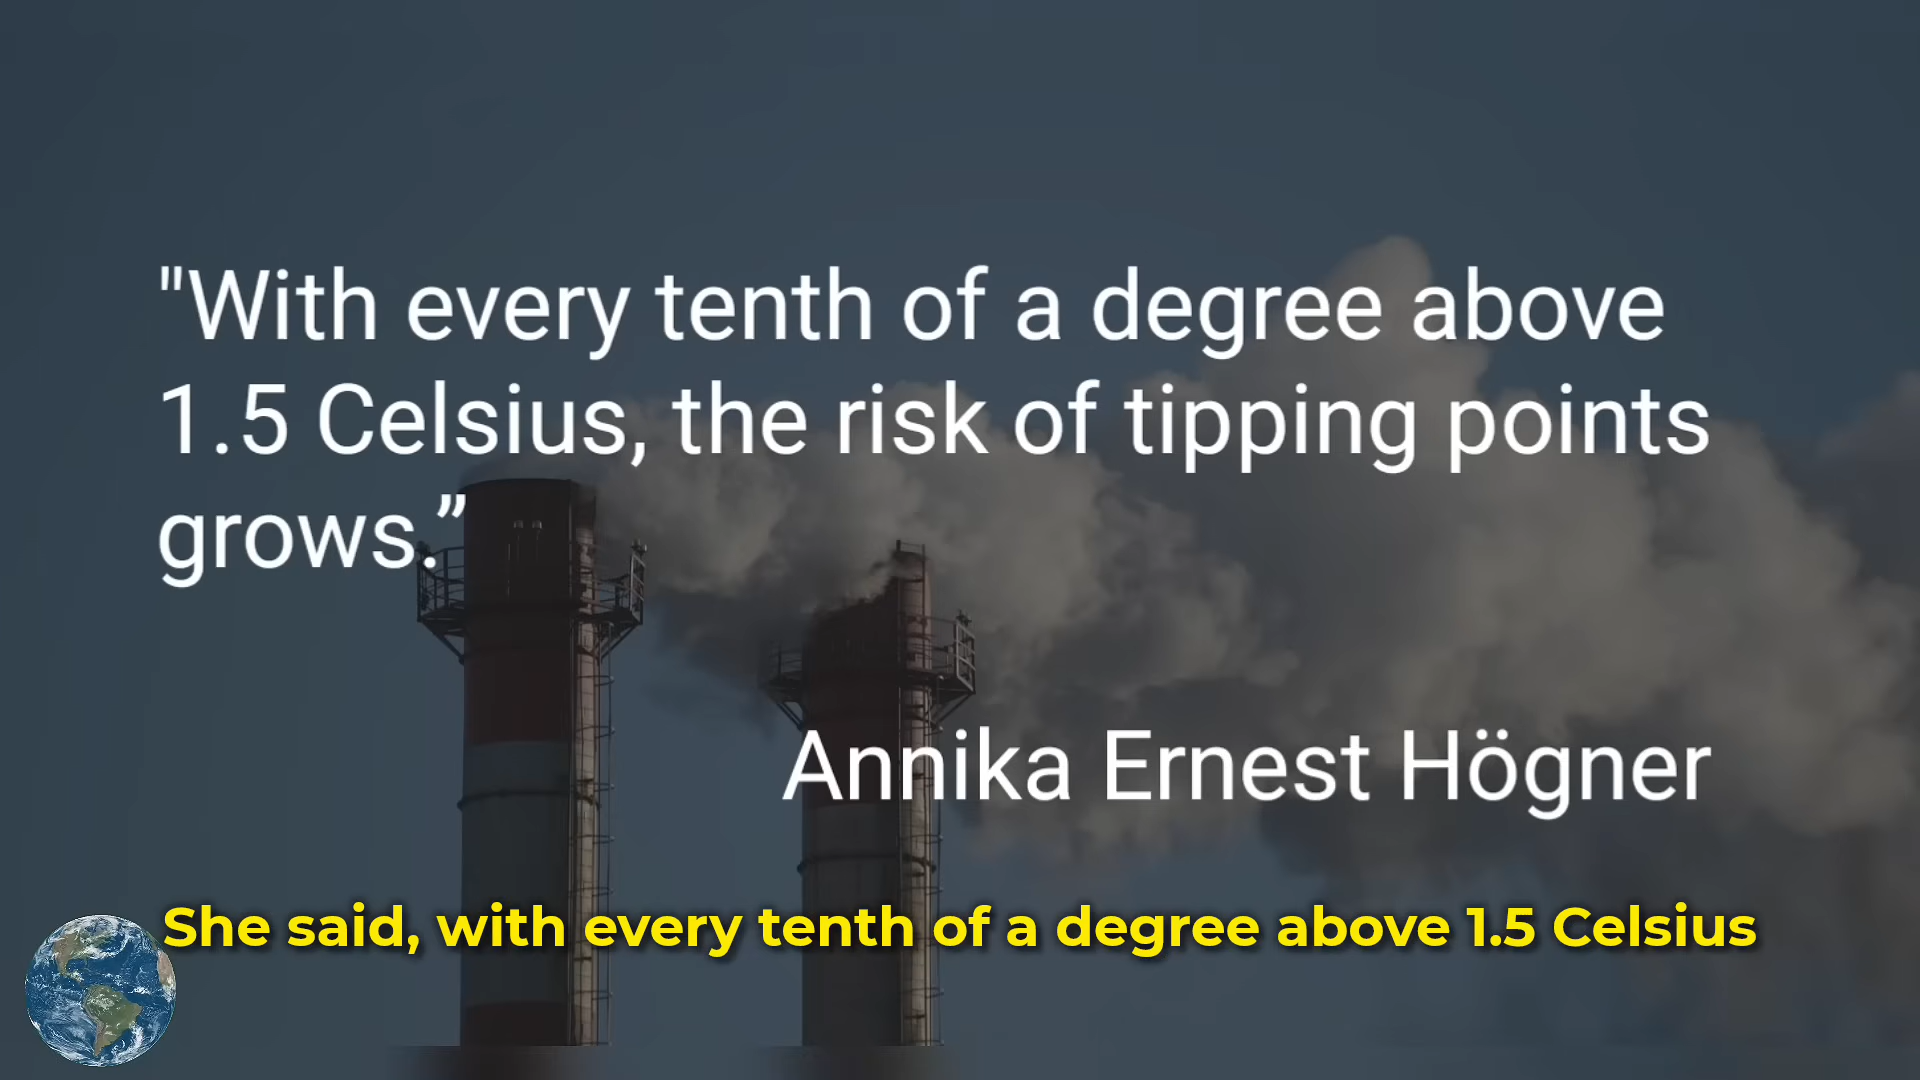 "With every tenth of a degree above
1.5 Celsius, the risk of tipping points
grows.”
Annika Ernest Högner
She said, with every tenth of a degree above 1.5 Celsius